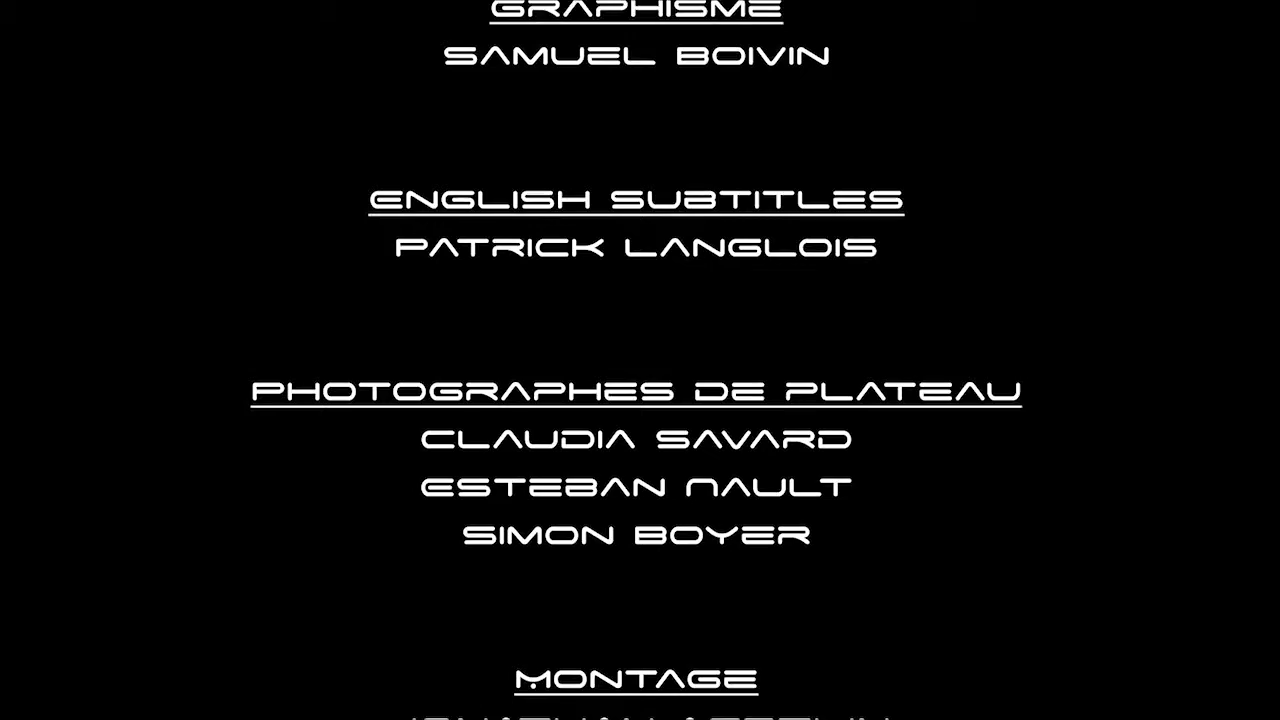 GRAPHISME
SAMUEL BOIVIN
ENGLISH SUBTITLES
PATRICK LANGLOIS
PHOTOGRAPHES DE PLATEAU
CLAUDIA SAVARD
ESTEBAN NAULT
SIMON BOYER
MONTAGE